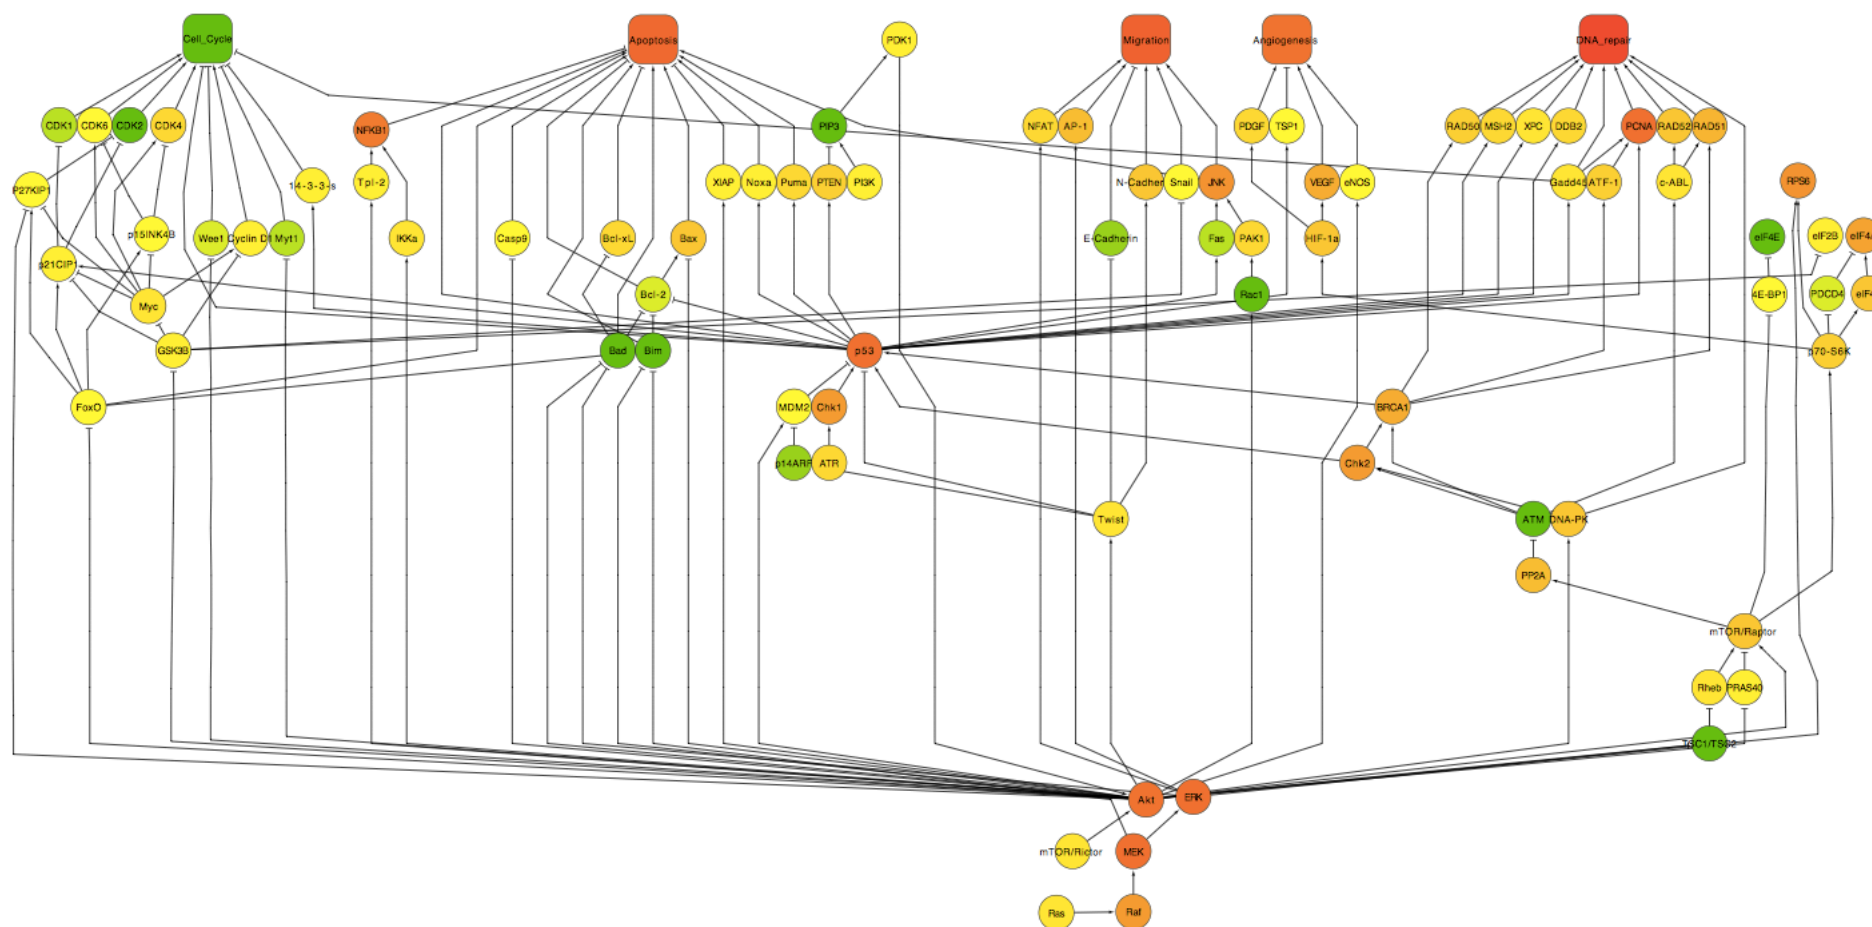 Cell_Cycle
Apoptosis
PDK1
Migration
Angiogenesis
DNA_repair
CDK1
CDK6
CDK2
CDK4
NFKB1
PIP3
NFAT
AP-1
PDGF
TSP1
RAD50
MSH2
XPC
DDB2
PCNA
RAD52
RAD51
P27KIP1
14-3-3-s
Tpl-2
XIAP
Noxa
Puma
PTEN
PI3K
N-Cadher
Snail
JNK
VEGF
eNOS
Gadd45
ATF-1
c-ABL
RPS6
p15INK4B
Wee1
Cyclin D1
Myt1
IKKa
Casp9
Bcl-xL
Bax
E-Cadherin
Fas
PAK1
HIF-1a
eIF4E
eIF2B
eIF4
p21CIP1
Myc
Bcl-2
Rac1
4E-BP1
PDCD4
eIF4
GSK3B
Bad
Bim
p53
p70-S6K
FoxO
MDM2
Chk1
BRCA1
p14ARF
ATR
Chk2
Twist
ATM
DNA-PK
PP2A
mTOR/Raptor
Rheb
PRAS40
TSC1/TSC2
Akt
ERK
mTOR/Rictor
MEK
Ras
Raf